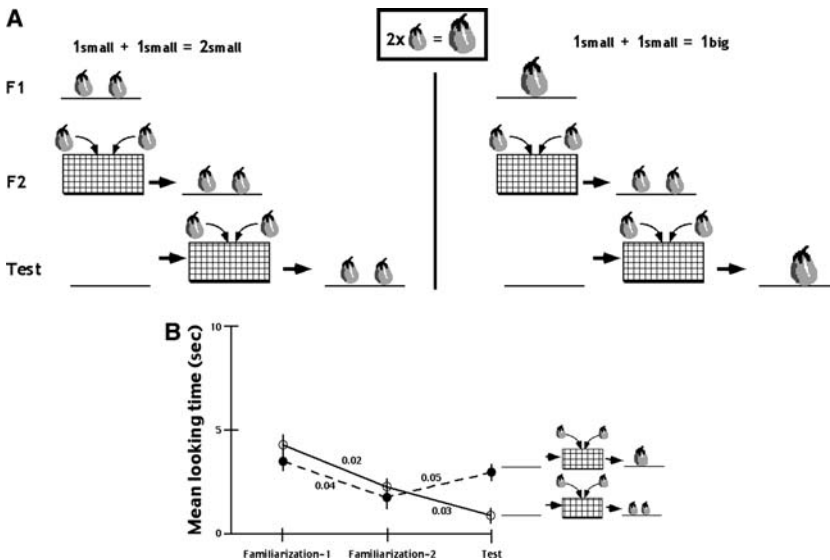 A
1small + 1small = 2small
2x =
1small + 1small = 1big
F1
F2
Test
B
Mean looking time (sec)
10
5
0
0.02
0.04
0.05
0.03
Familiarization-1
Familiarization-2
Test